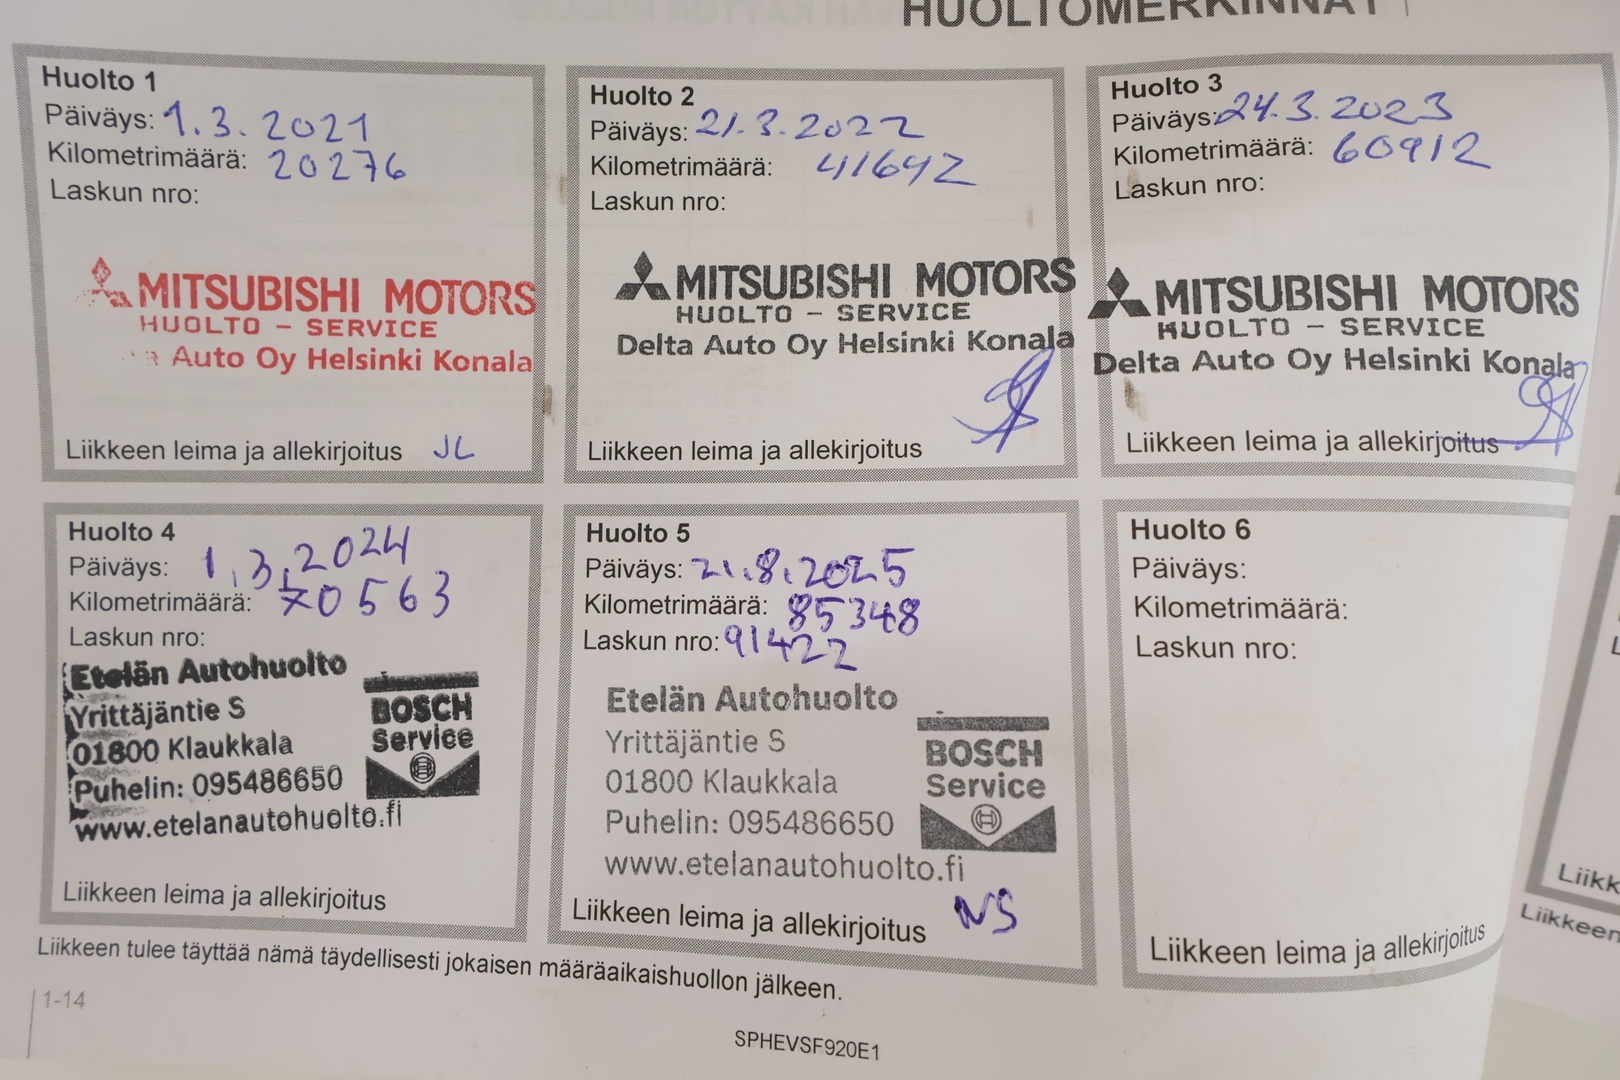 HUOLTOMERKINNÄT
Huolto 1
Päiväys: 1.3.2021
Kilometrimäärä: 20276
Laskun nro:
MITSUBISHI MOTORS
HUOLTO - SERVICE
a Auto Oy Helsinki Konala
Liikkeen leima ja allekirjoitus JL
Huolto 2
Päiväys: 21.3.2022
Kilometrimäärä: 41692
Laskun nro:
MITSUBISHI MOTORS
HUOLTO - SERVICE
Delta Auto Oy Helsinki Konala
Liikkeen leima ja allekirjoitus
Huolto 3
Päiväys: 24.3.2023
Kilometrimäärä: 60912
Laskun nro:
MITSUBISHI MOTORS
HUOLTO - SERVICE
Delta Auto Oy Helsinki Konala
Liikkeen leima ja allekirjoitus
Huolto 4
Päiväys: 1.3.2024
Kilometrimäärä: 70563
Laskun nro:
Etelän Autohuolto
Yrittäjäntie S
01800 Klaukkala
Puhelin: 095486650
www.etelanautohuolto.fi
BOSCH
Service
Liikkeen leima ja allekirjoitus
Huolto 5
Päiväys: 21.8.2025
Kilometrimäärä: 85348
Laskun nro: 91422
Etelän Autohuolto
Yrittäjäntie S
01800 Klaukkala
Puhelin: 095486650
www.etelanautohuolto.fi
BOSCH
Service
Liikkeen leima ja allekirjoitus NS
Huolto 6
Päiväys:
Kilometrimäärä:
Laskun nro:
Liikkeen leima ja allekirjoitus
Liikk
Liikkeen
Liikkeen tulee täyttää nämä täydellisesti jokaisen määräaikaishuollon jälkeen.
1-14
SPHEVSF920E1